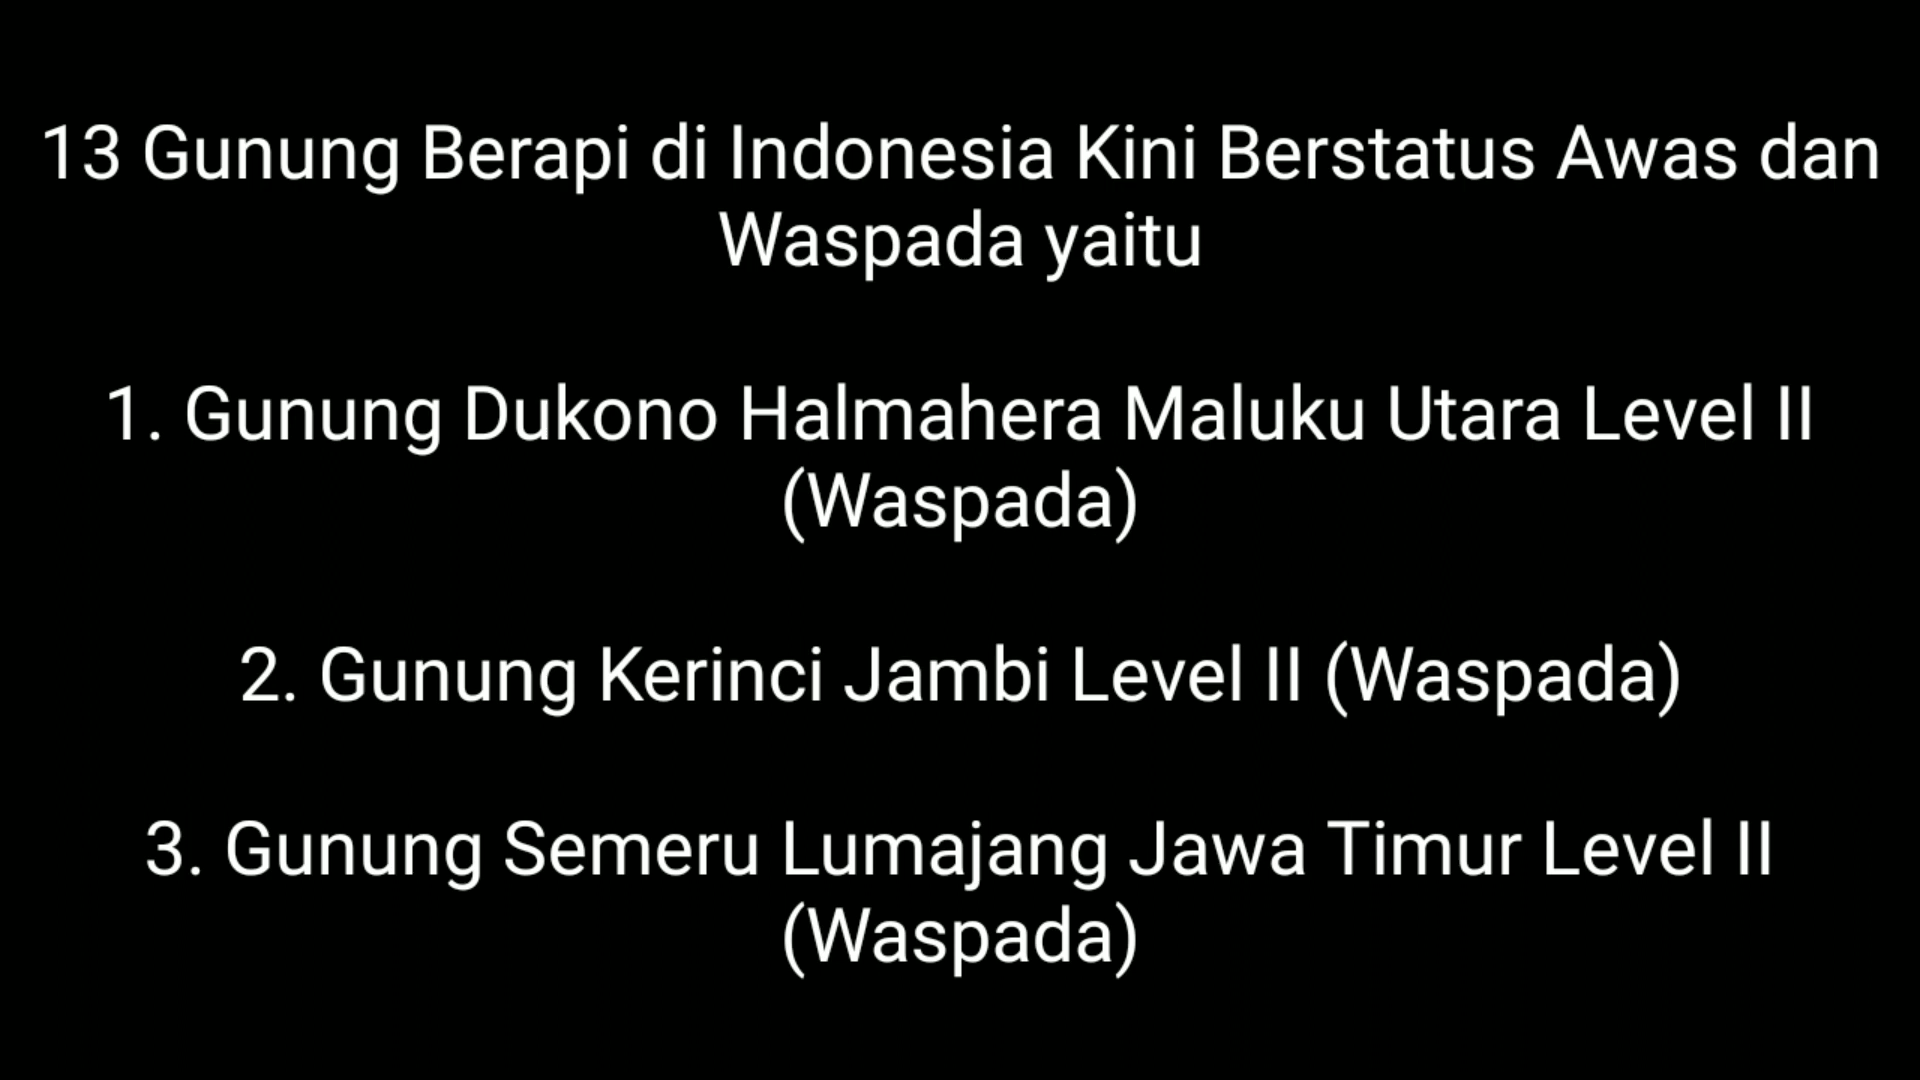 13 Gunung Berapi di Indonesia Kini Berstatus Awas dan
Waspada yaitu
1. Gunung Dukono Halmahera Maluku Utara Level II
(Waspada)
2. Gunung Kerinci Jambi Level II (Waspada)
3. Gunung Semeru Lumajang Jawa Timur Level II
(Waspada)